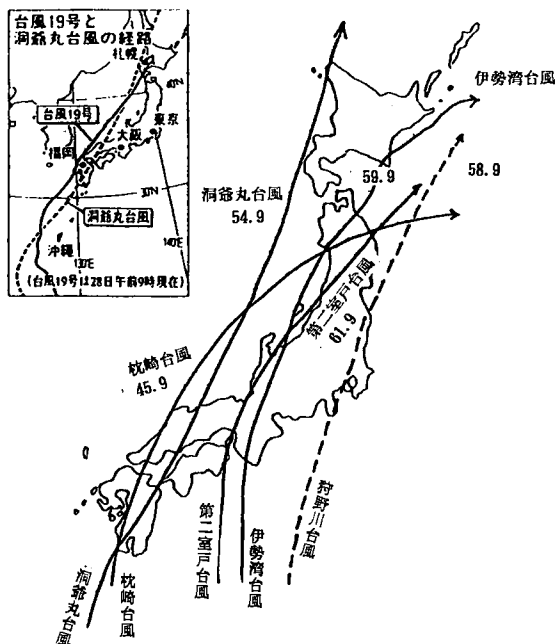 台風19号と
洞爺丸台風の経路
札幌
40N
台風19号
東京
大阪
福岡
30N
洞爺丸台風
沖縄
140E
130E
(台風19号は28日午前9時現在)
伊勢湾台風
59.9
58.9
洞爺丸台風
54.9
第二室戸台風
61.9
枕崎台風
45.9
狩野川台風
第二室戸台風
伊勢湾台風
枕崎台風
洞爺丸台風